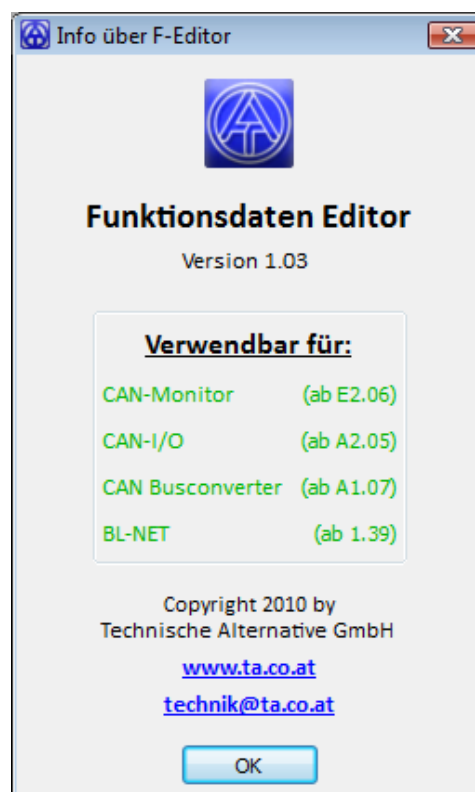 Info über F-Editor
Funktionsdaten Editor
Version 1.03
Verwendbar für:
CAN-Monitor (ab E2.06)
CAN-I/O (ab A2.05)
CAN Busconverter (ab A1.07)
BL-NET (ab 1.39)
Copyright 2010 by
Technische Alternative GmbH
www.ta.co.at
technik@ta.co.at
OK